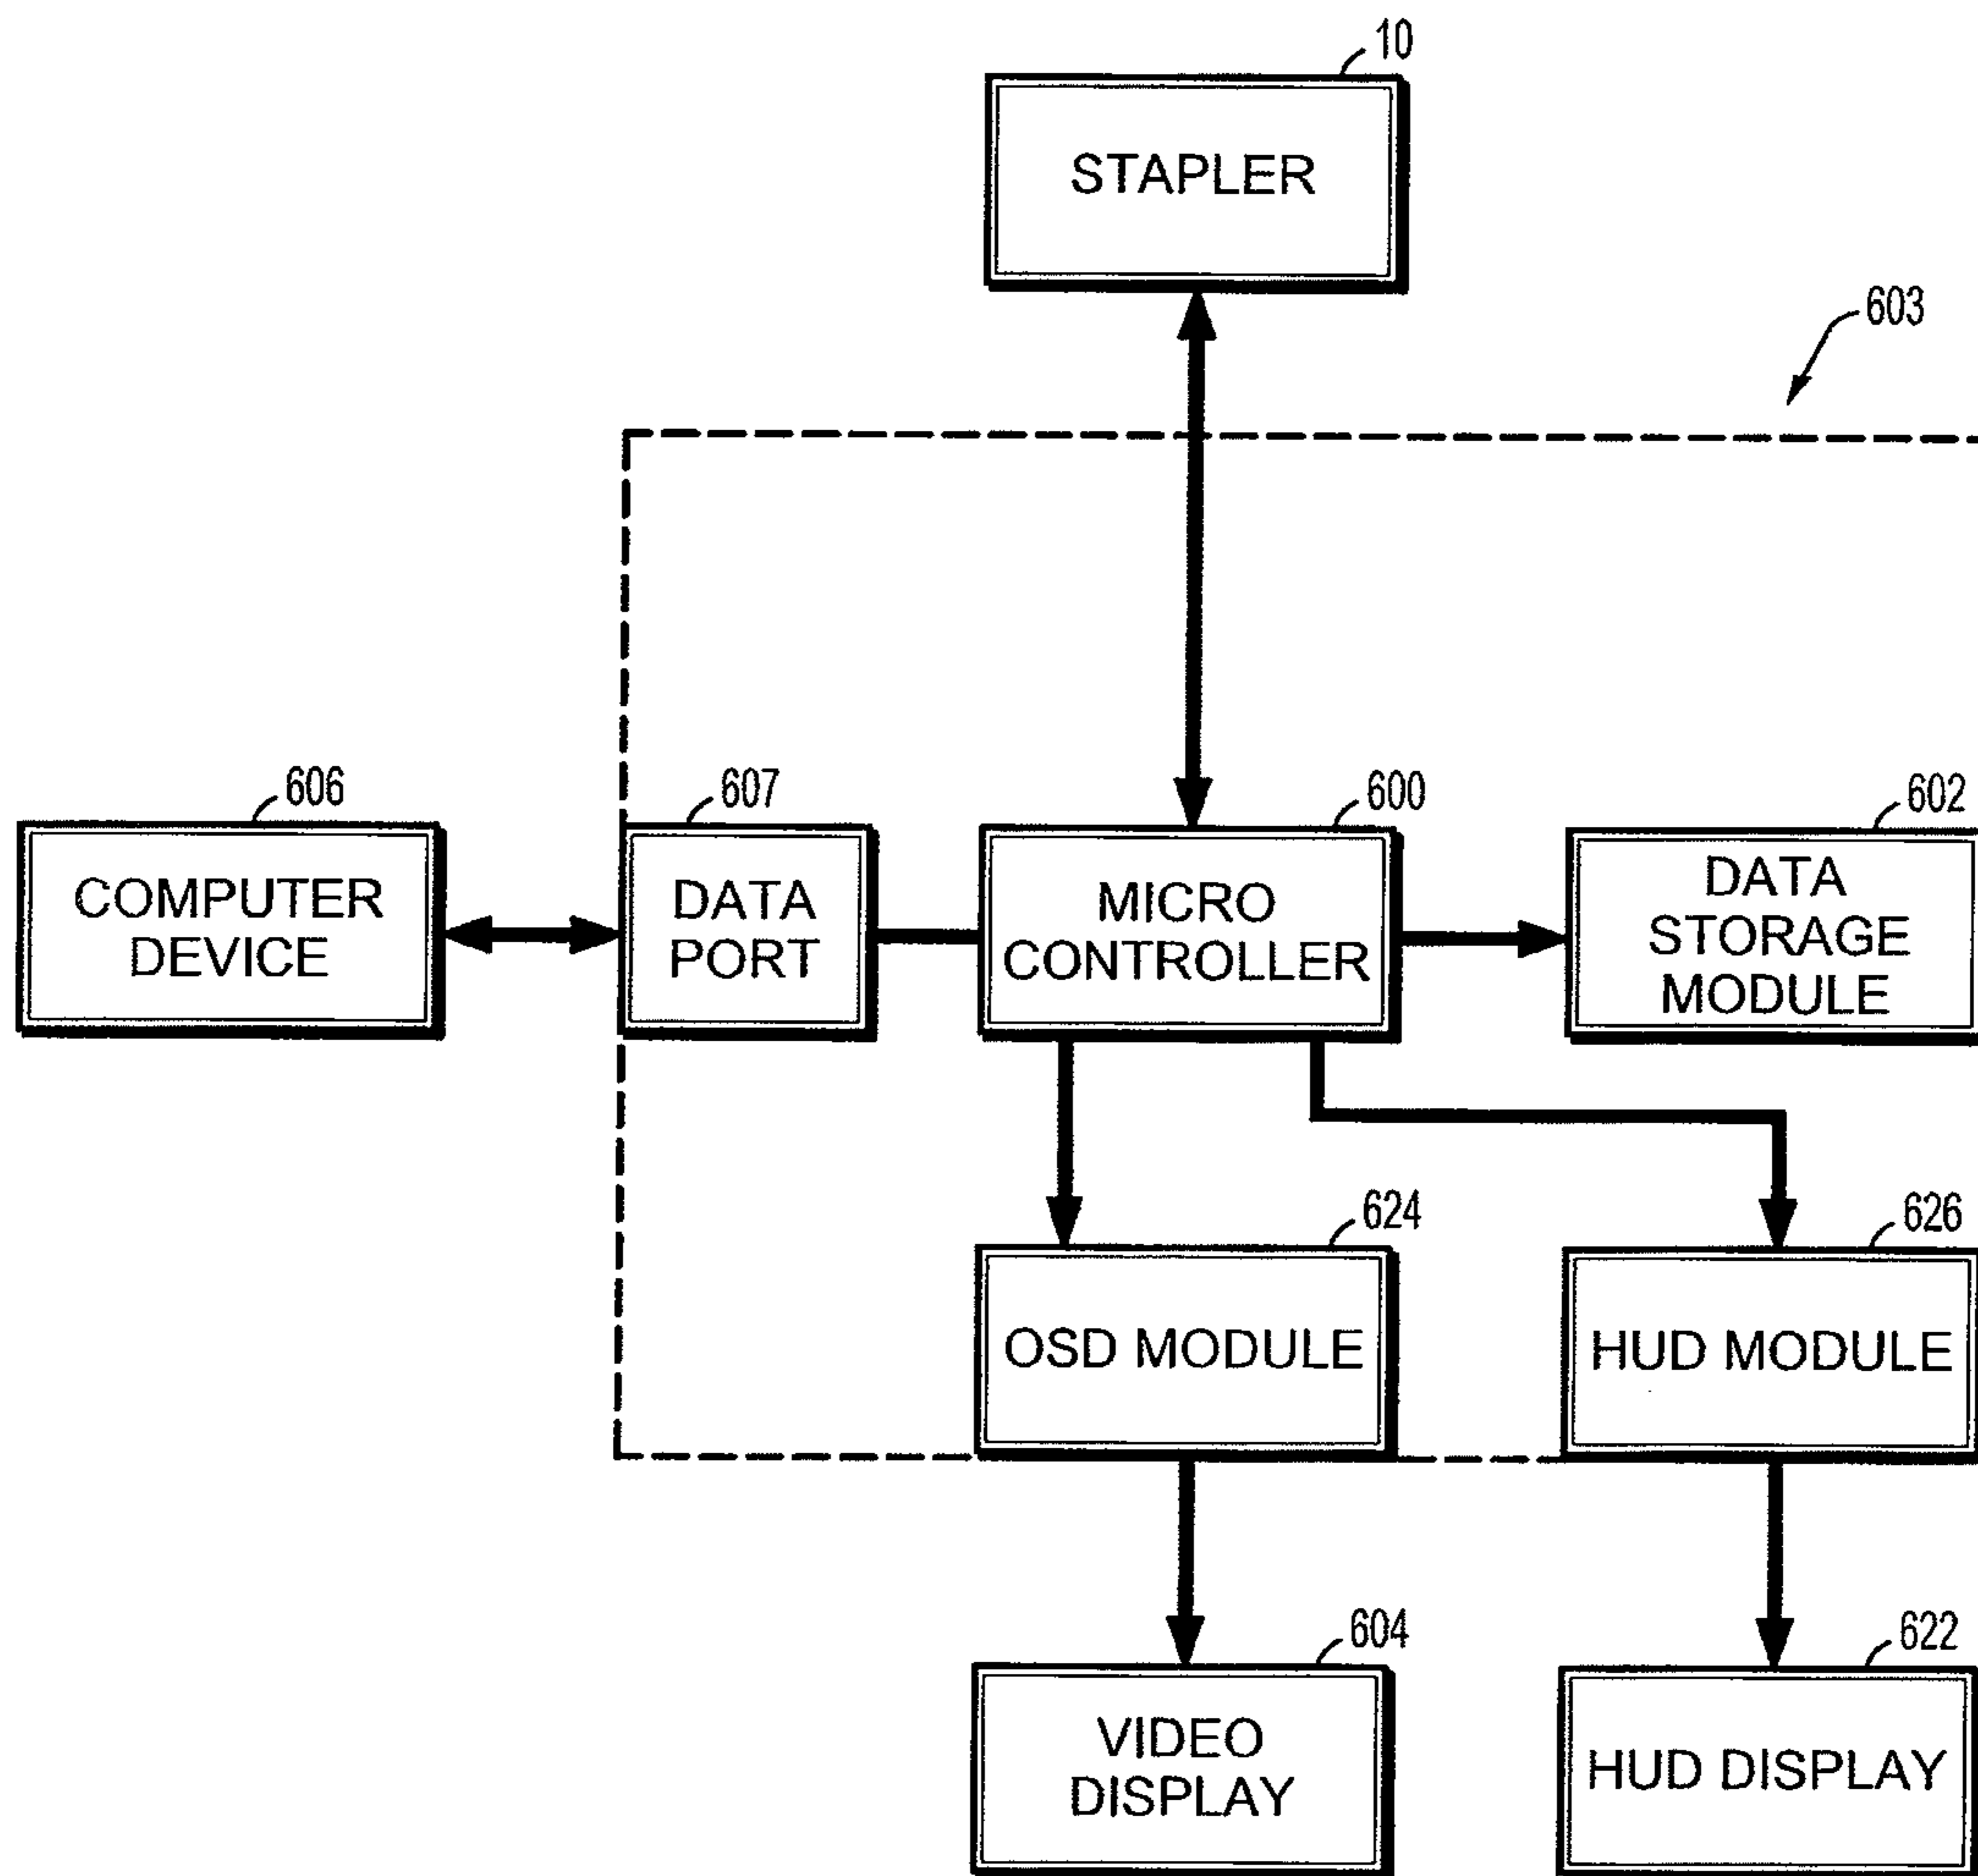 10
STAPLER
603
606
607
600
602
COMPUTER
DEVICE
DATA
PORT
MICRO
CONTROLLER
DATA
STORAGE
MODULE
624
626
OSD MODULE
HUD MODULE
604
622
VIDEO
DISPLAY
HUD DISPLAY